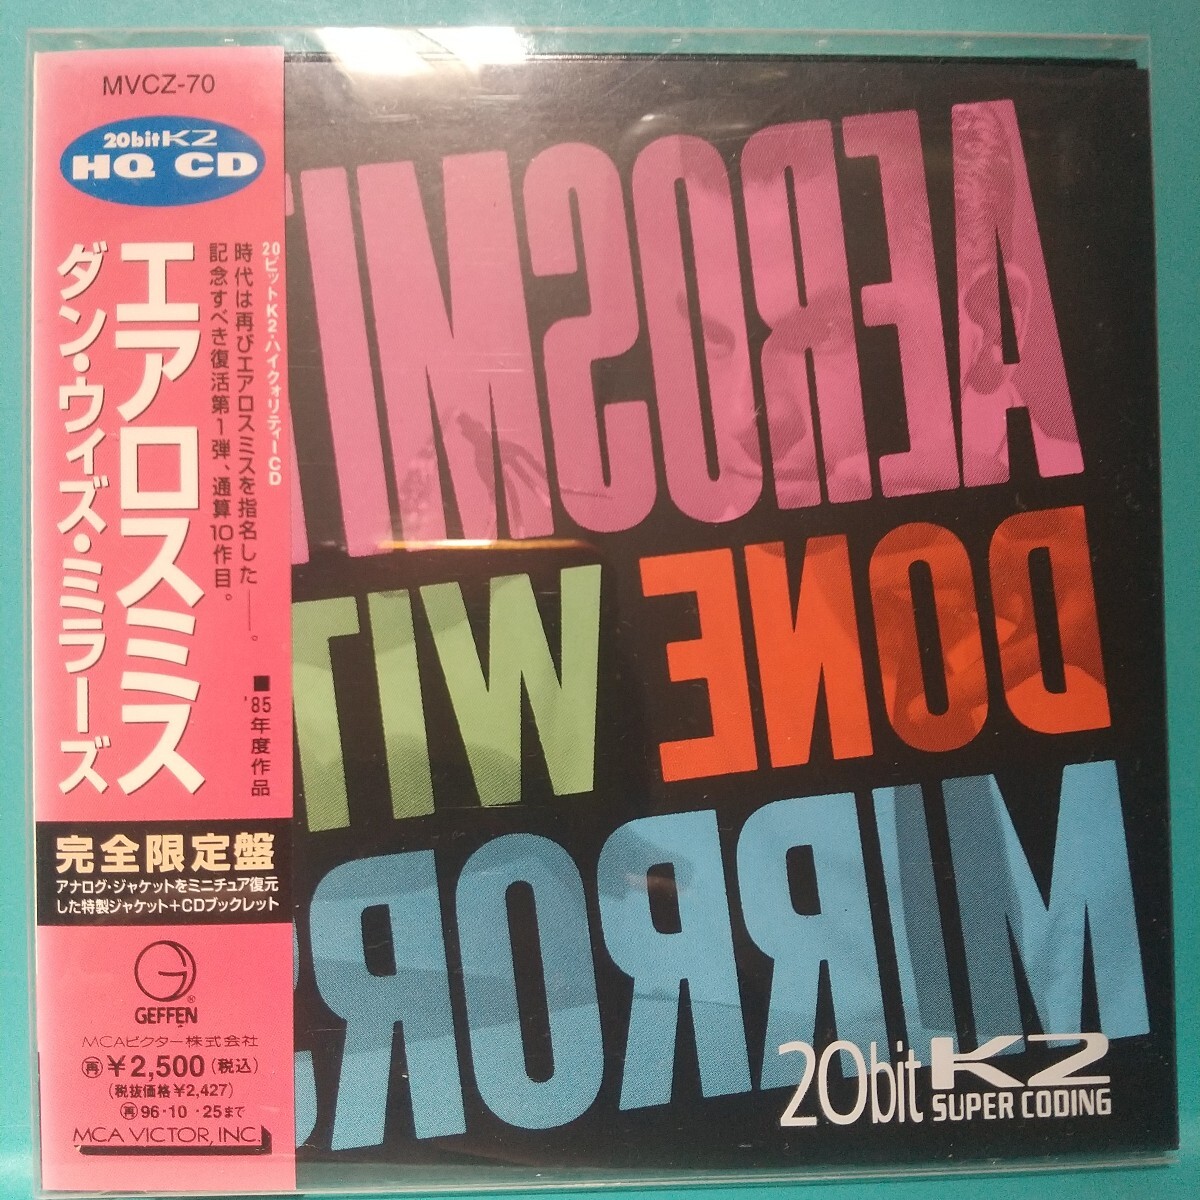 MVCZ-70
20bit K2
HQ CD
20ビットK2・ハイクォリティーCD
時代は再びエアロスミスを指名した——。
記念すべき復活第1弾、通算10作目。
■'85年度作品
エアロスミス
ダン・ウィズ・ミラーズ
完全限定盤
アナログ・ジャケットをミニチュア復元
した特製ジャケット+CDブックレット
GEFFEN
®
MCAビクター株式会社
再 ¥2,500(税込)
(税抜価格¥2,427)
再 96・10・25まで
MCA VICTOR, INC.
AEROSMIT
DONE WIT
MIRRORS
20bit K2
SUPER CODING